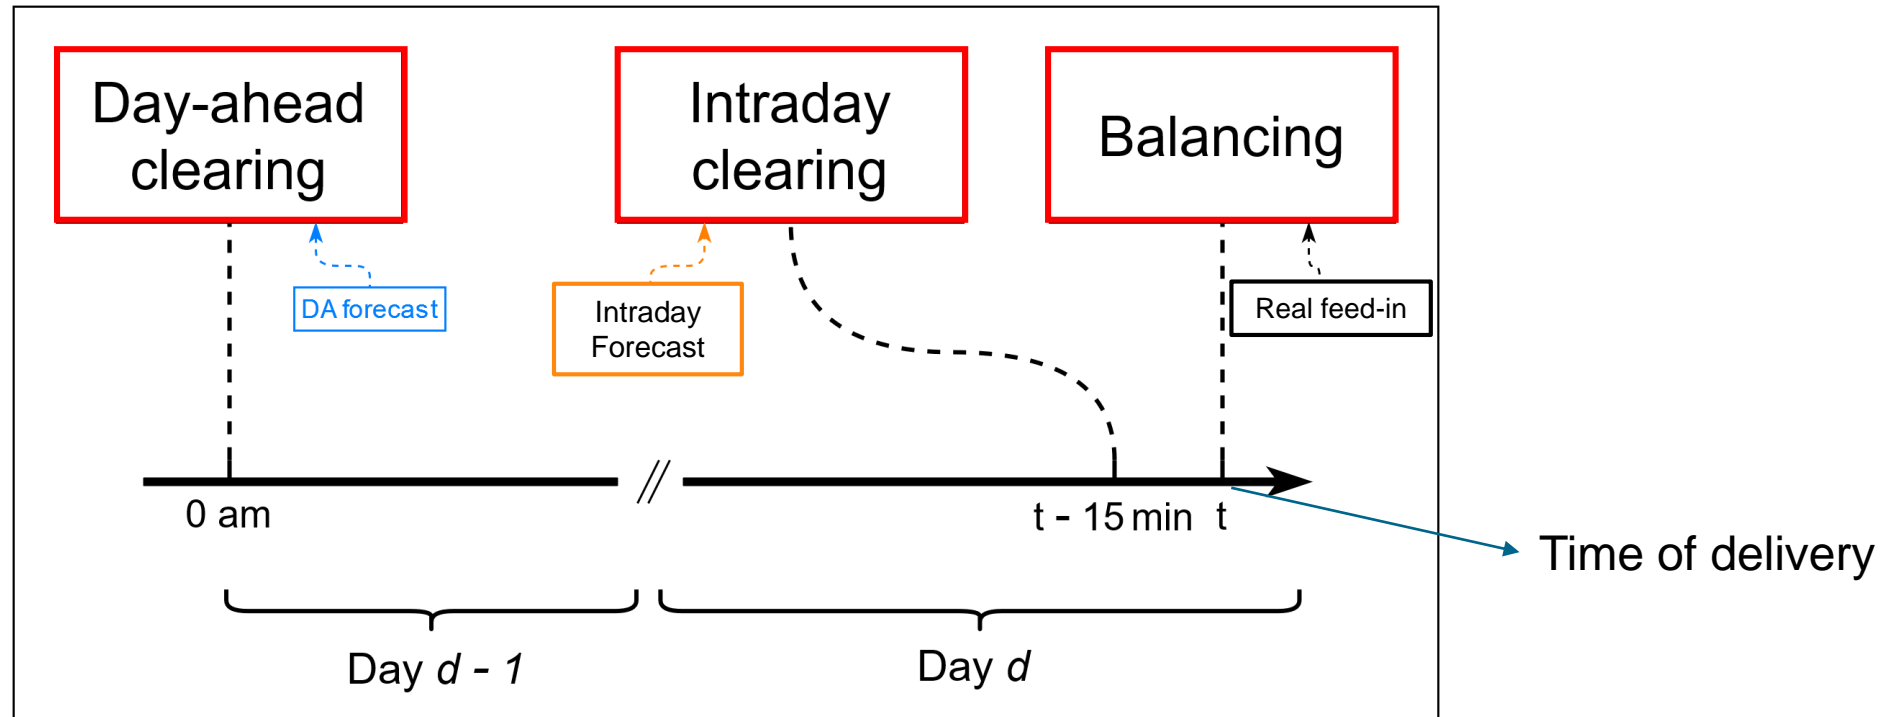 Day-ahead
clearing
Intraday
clearing
Balancing
DA forecast
Intraday
Forecast
Real feed-in
0 am
t - 15 min
t
Time of delivery
Day d - 1
Day d